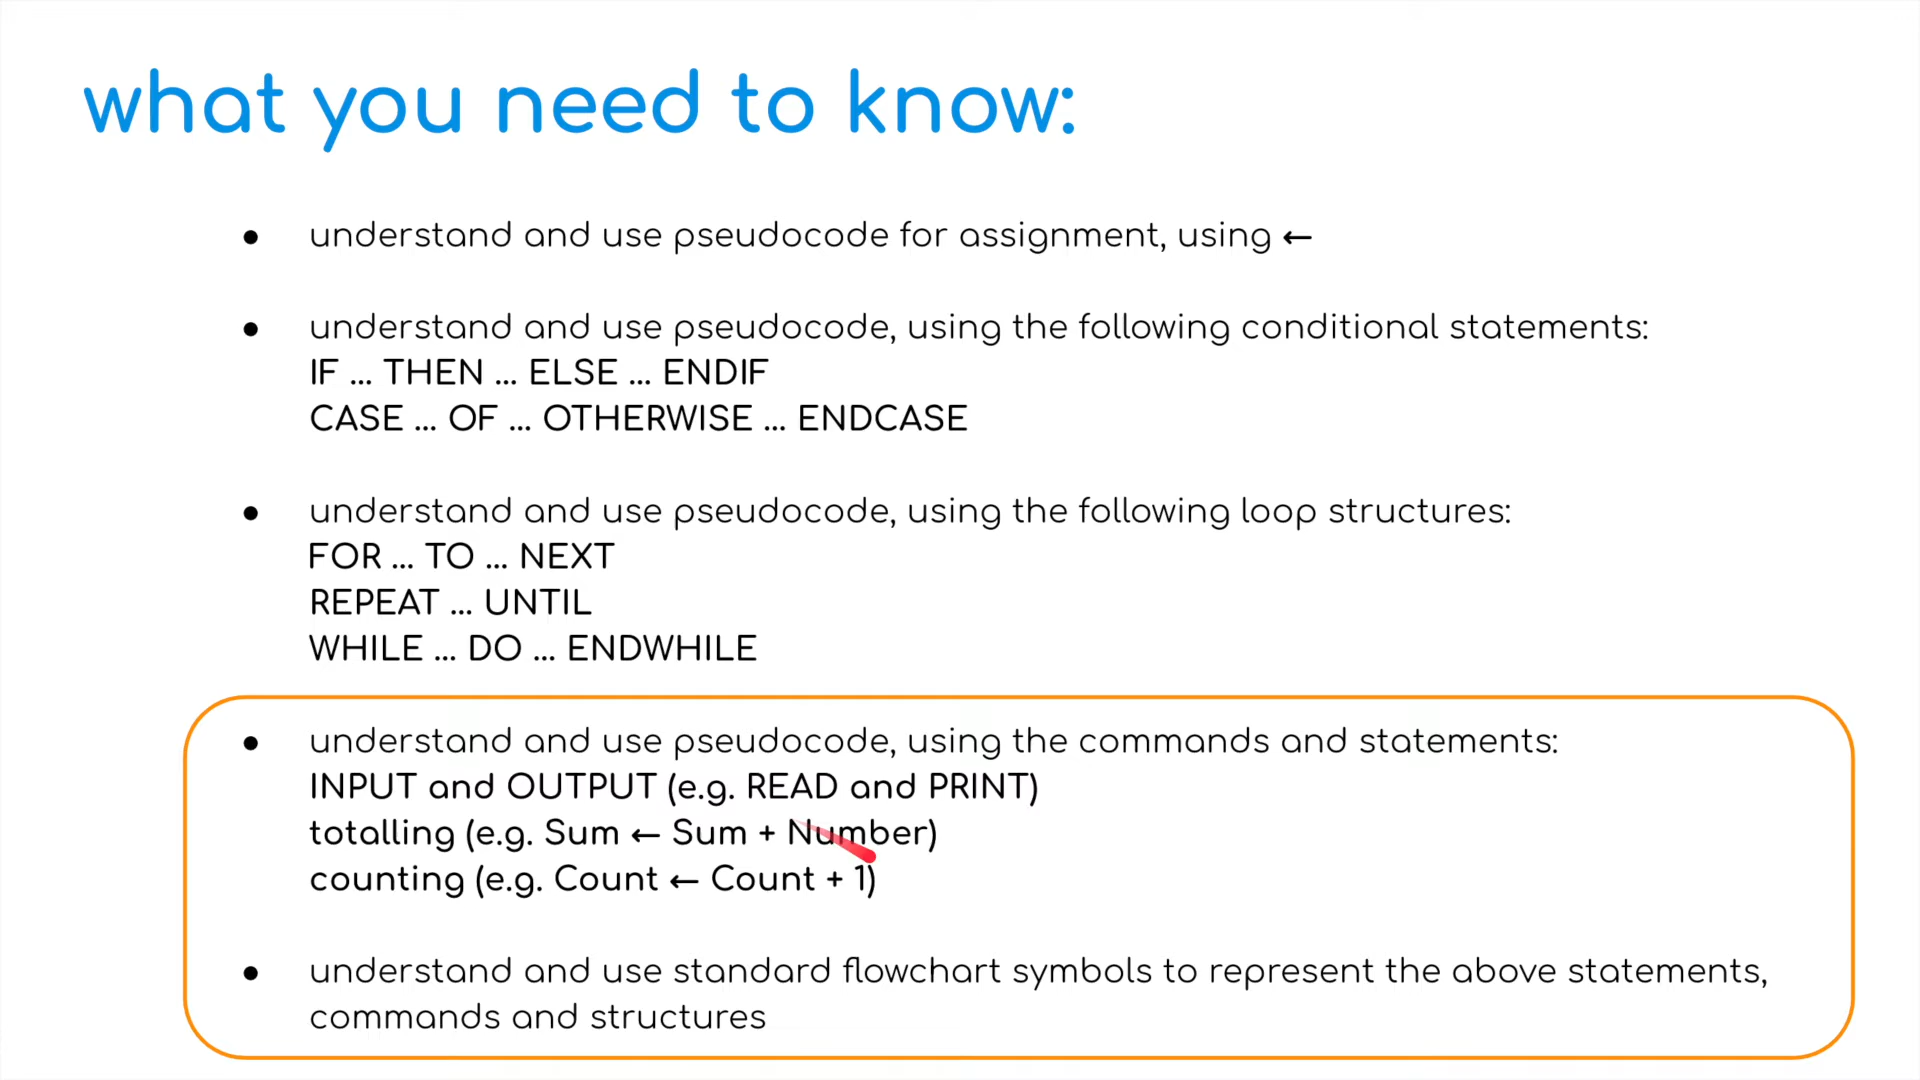 what you need to know:
● understand and use pseudocode for assignment, using ←
● understand and use pseudocode, using the following conditional statements:
IF ... THEN ... ELSE ... ENDIF
CASE ... OF ... OTHERWISE ... ENDCASE
● understand and use pseudocode, using the following loop structures:
FOR ... TO ... NEXT
REPEAT ... UNTIL
WHILE ... DO ... ENDWHILE
● understand and use pseudocode, using the commands and statements:
INPUT and OUTPUT (e.g. READ and PRINT)
totalling (e.g. Sum ← Sum + Number)
counting (e.g. Count ← Count + 1)
● understand and use standard flowchart symbols to represent the above statements,
commands and structures